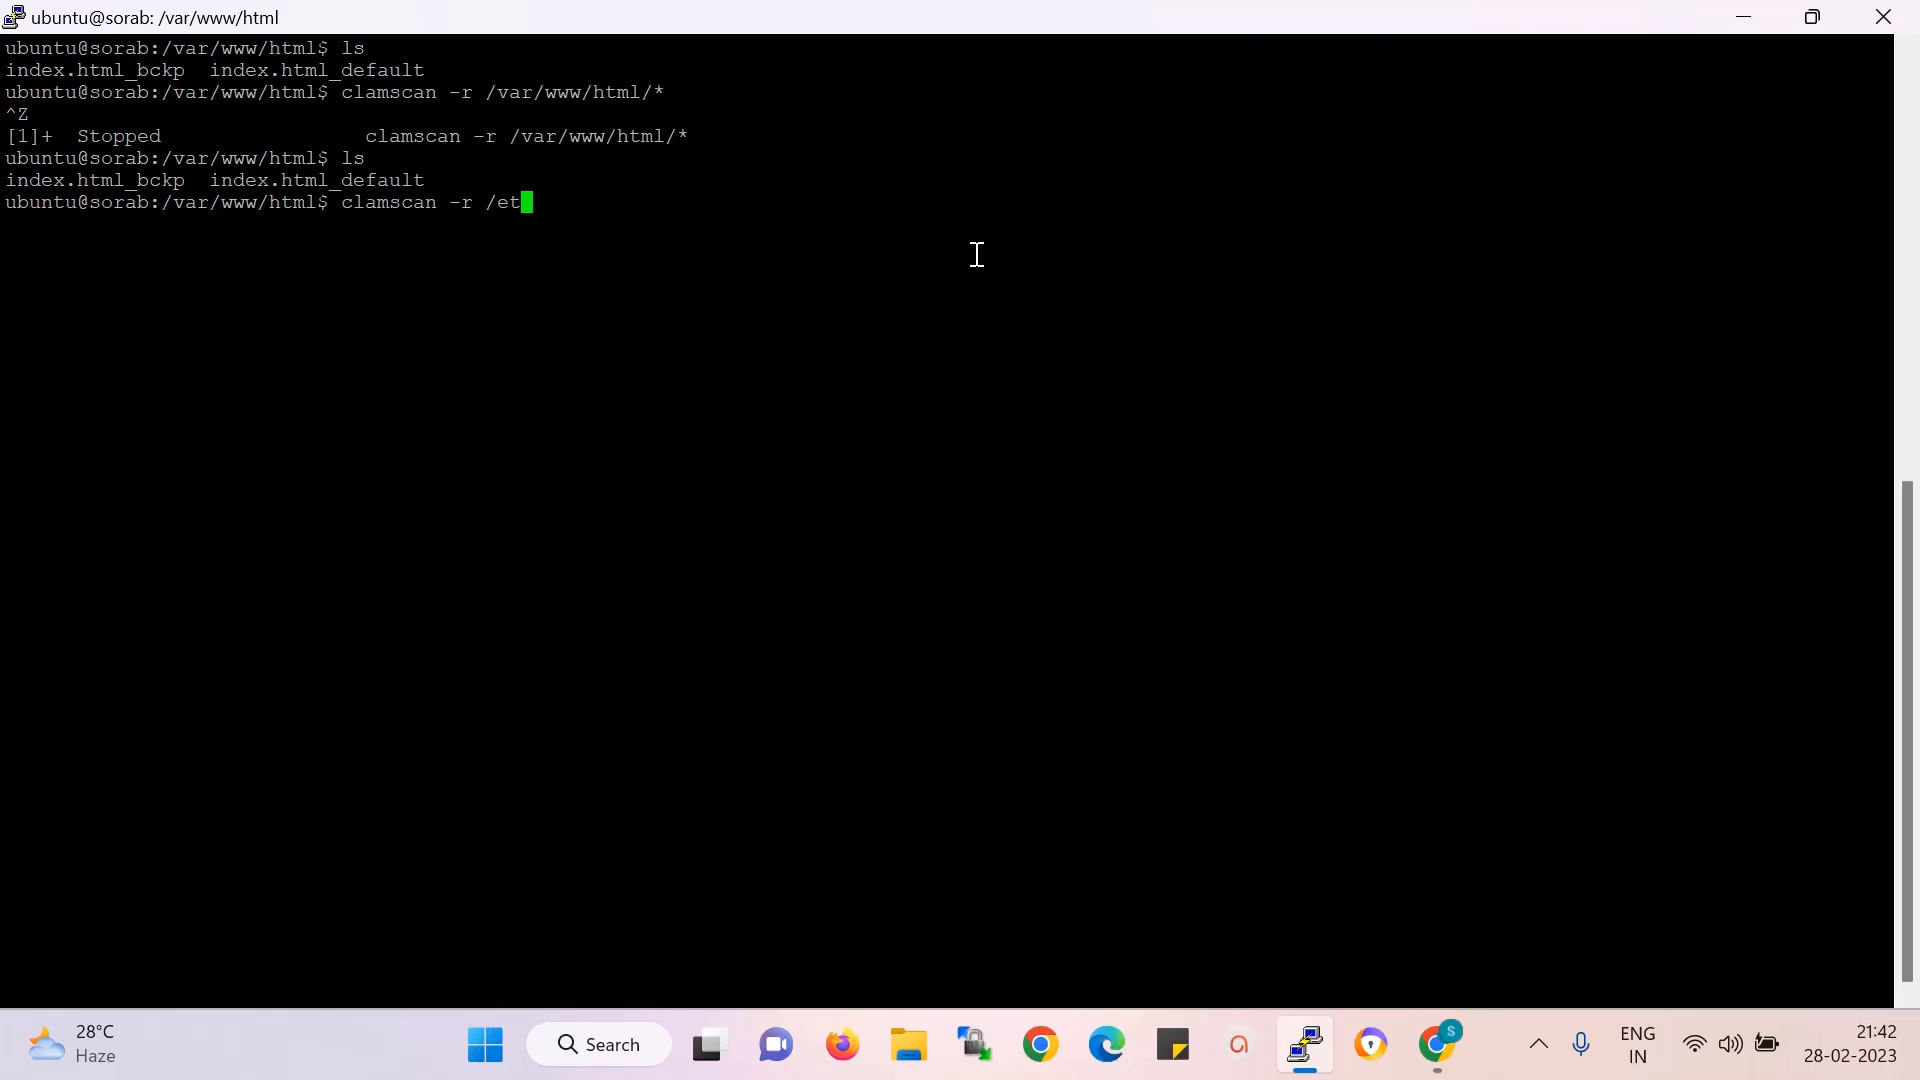 ubuntu@sorab: /var/www/html
ubuntu@sorab:/var/www/html$ ls
index.html_bckp  index.html_default
ubuntu@sorab:/var/www/html$ clamscan -r /var/www/html/*
^Z
[1]+  Stopped                 clamscan -r /var/www/html/*
ubuntu@sorab:/var/www/html$ ls
index.html_bckp  index.html_default
ubuntu@sorab:/var/www/html$ clamscan -r /et
28°C
Haze
Search
S
ENG
IN
21:42
28-02-2023